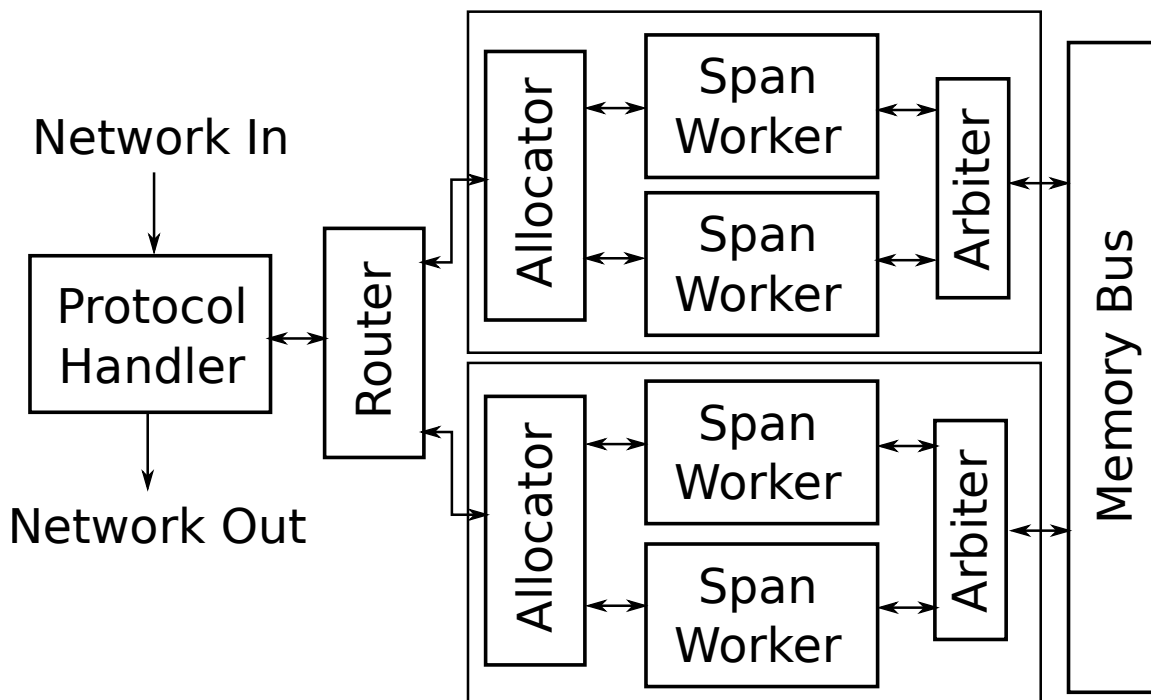 Network In
Protocol
Handler
Network Out
Router
Allocator
Span
Worker
Span
Worker
Arbiter
Allocator
Span
Worker
Span
Worker
Arbiter
Memory Bus